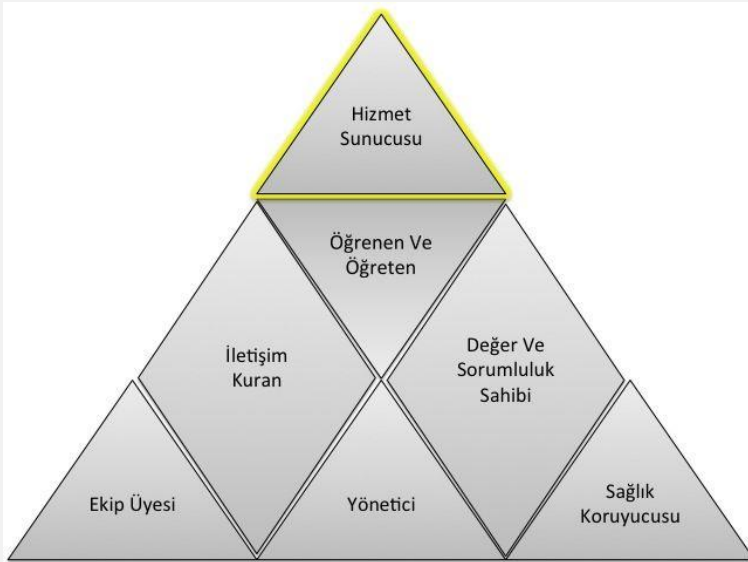 Hizmet
Sunucusu
Öğrenen Ve
Öğreten
İletişim
Kuran
Değer Ve
Sorumluluk
Sahibi
Ekip Üyesi
Yönetici
Sağlık
Koruyucusu